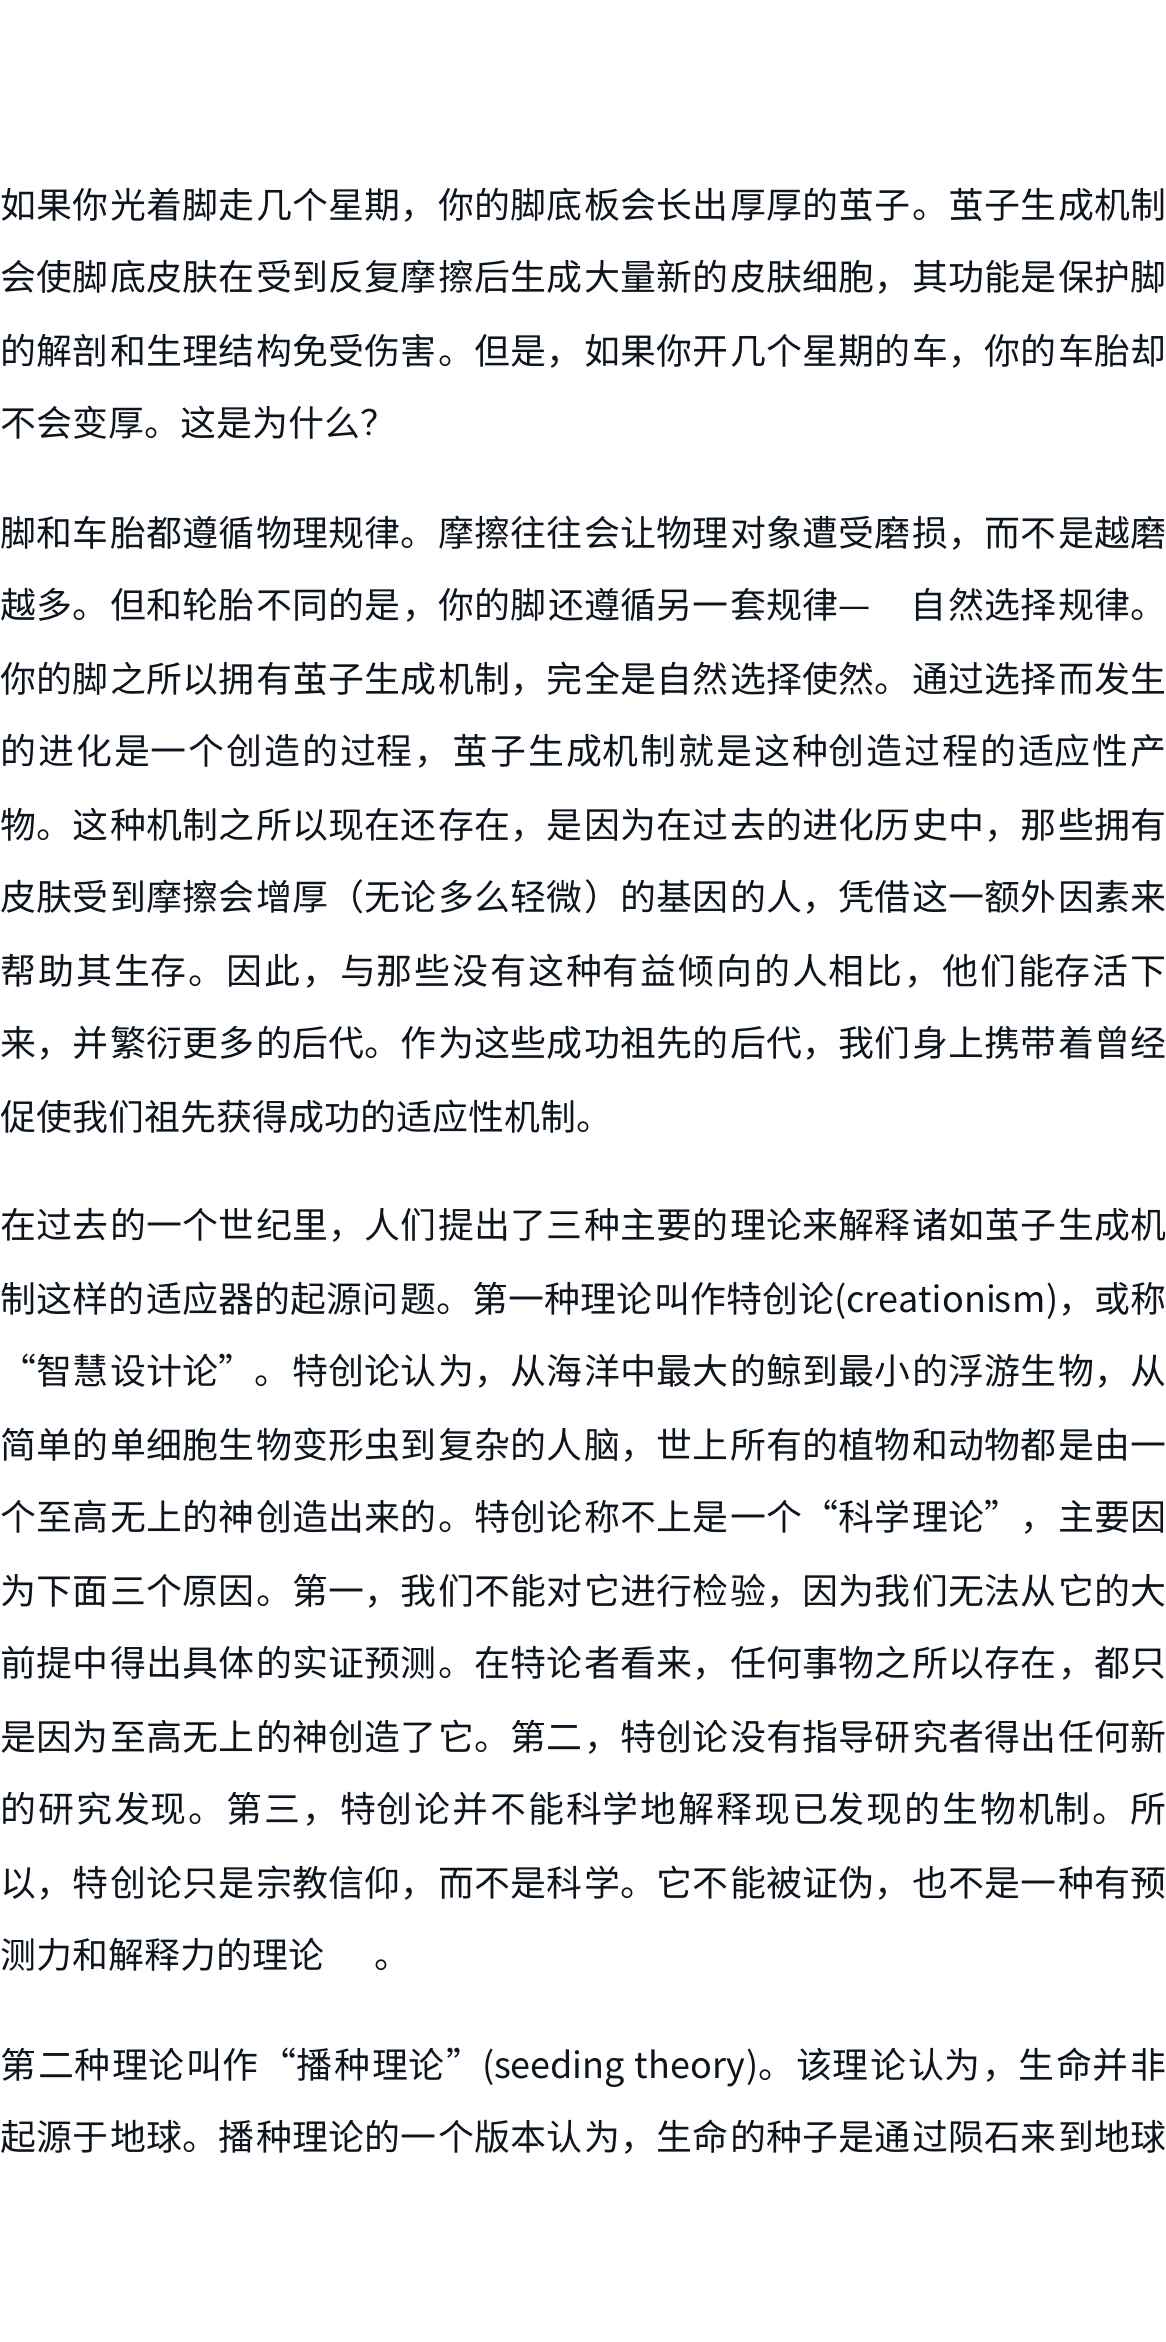 如果你光着脚走几个星期，你的脚底板会长出厚厚的茧子。茧子生成机制
会使脚底皮肤在受到反复摩擦后生成大量新的皮肤细胞，其功能是保护脚
的解剖和生理结构免受伤害。但是，如果你开几个星期的车，你的车胎却
不会变厚。这是为什么？
脚和车胎都遵循物理规律。摩擦往往会让物理对象遭受磨损，而不是越磨
越多。但和轮胎不同的是，你的脚还遵循另一套规律— 自然选择规律。
你的脚之所以拥有茧子生成机制，完全是自然选择使然。通过选择而发生
的进化是一个创造的过程，茧子生成机制就是这种创造过程的适应性产
物。这种机制之所以现在还存在，是因为在过去的进化历史中，那些拥有
皮肤受到摩擦会增厚（无论多么轻微）的基因的人，凭借这一额外因素来
帮助其生存。因此，与那些没有这种有益倾向的人相比，他们能存活下
来，并繁衍更多的后代。作为这些成功祖先的后代，我们身上携带着曾经
促使我们祖先获得成功的适应性机制。
在过去的一个世纪里，人们提出了三种主要的理论来解释诸如茧子生成机
制这样的适应器的起源问题。第一种理论叫作特创论(creationism)，或称
“智慧设计论”。特创论认为，从海洋中最大的鲸到最小的浮游生物，从
简单的单细胞生物变形虫到复杂的人脑，世上所有的植物和动物都是由一
个至高无上的神创造出来的。特创论称不上是一个“科学理论”，主要因
为下面三个原因。第一，我们不能对它进行检验，因为我们无法从它的大
前提中得出具体的实证预测。在特论者看来，任何事物之所以存在，都只
是因为至高无上的神创造了它。第二，特创论没有指导研究者得出任何新
的研究发现。第三，特创论并不能科学地解释现已发现的生物机制。所
以，特创论只是宗教信仰，而不是科学。它不能被证伪，也不是一种有预
测力和解释力的理论 。
第二种理论叫作“播种理论”(seeding theory)。该理论认为，生命并非
起源于地球。播种理论的一个版本认为，生命的种子是通过陨石来到地球